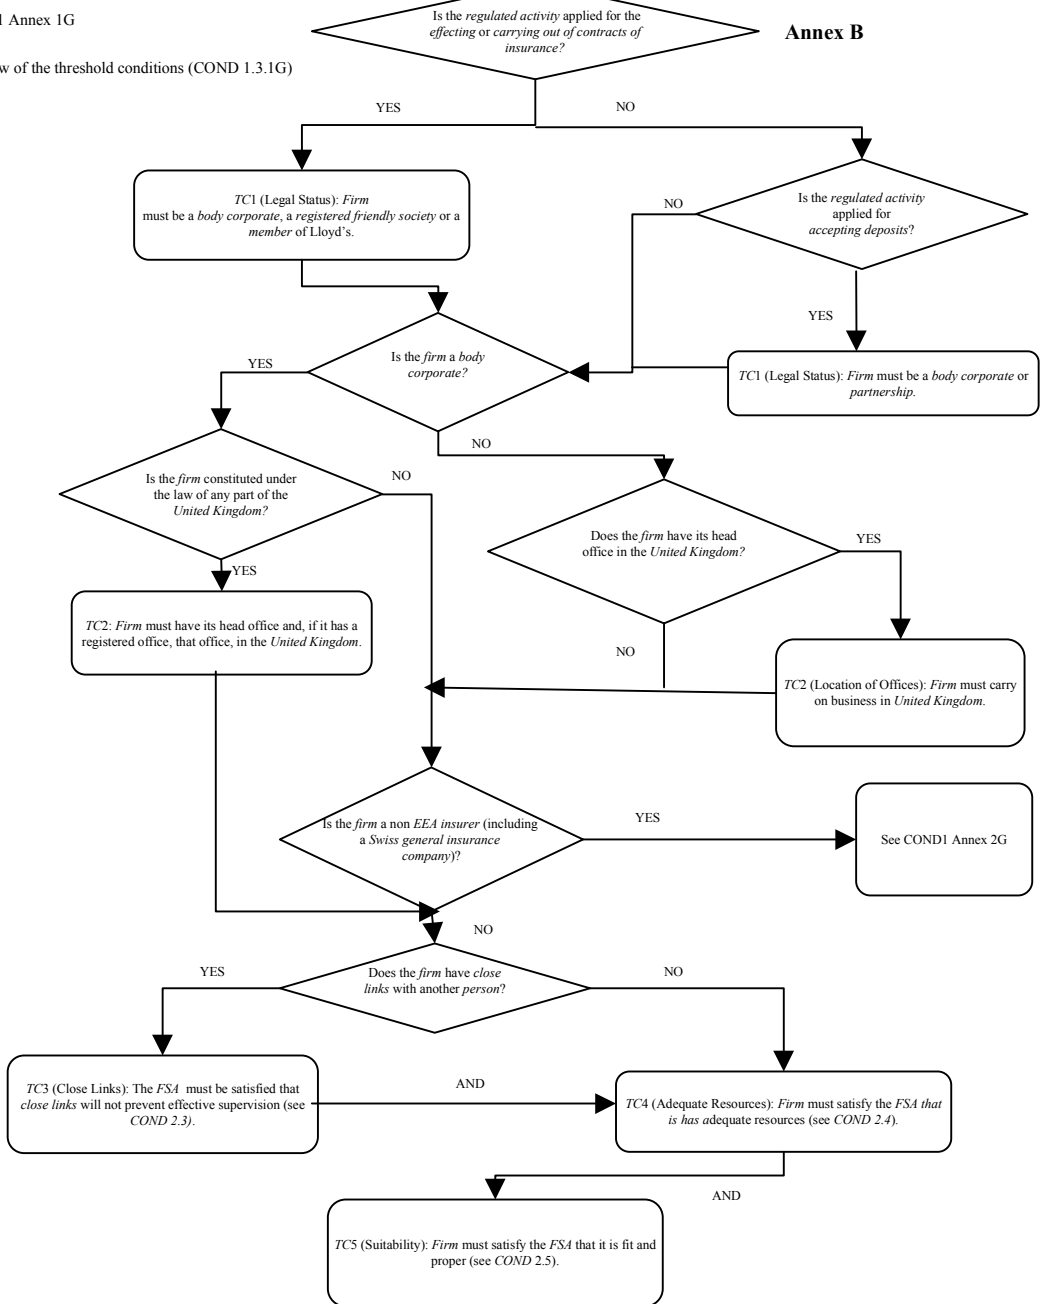 Annex 1G
Annex B
of the threshold conditions (COND 1.3.1G)
Is the regulated activity applied for the
effecting or carrying out of contracts of
insurance?
YES
NO
TC1 (Legal Status): Firm
must be a body corporate, a registered friendly society or a
member of Lloyd's.
Is the regulated activity
applied for
accepting deposits?
NO
YES
TC1 (Legal Status): Firm must be a body corporate or
partnership.
Is the firm a body
corporate?
YES
NO
Is the firm constituted under
the law of any part of the
United Kingdom?
NO
YES
Does the firm have its head
office in the United Kingdom?
YES
NO
TC2: Firm must have its head office and, if it has a
registered office, that office, in the United Kingdom.
TC2 (Location of Offices): Firm must carry
on business in United Kingdom.
Is the firm a non EEA insurer (including
a Swiss general insurance
company)?
YES
See COND1 Annex 2G
NO
Does the firm have close
links with another person?
YES
NO
TC3 (Close Links): The FSA must be satisfied that
close links will not prevent effective supervision (see
COND 2.3).
AND
TC4 (Adequate Resources): Firm must satisfy the FSA that
is has adequate resources (see COND 2.4).
AND
TC5 (Suitability): Firm must satisfy the FSA that it is fit and
proper (see COND 2.5).